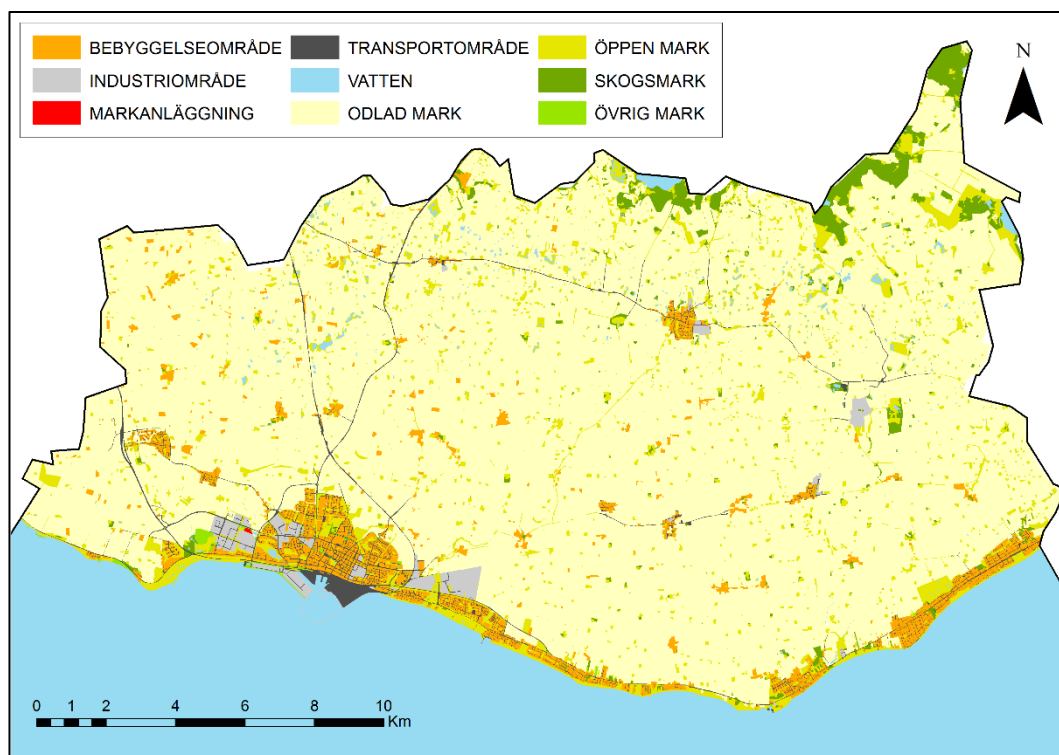 BEBYGGELSEOMRÅDE TRANSPORTOMRÅDE ÖPPEN MARK
INDUSTRIOMRÅDE VATTEN SKOGSMARK
MARKANLÄGGNING ODLAD MARK ÖVRIG MARK
N
0 1 2 4 6 8 10
Km